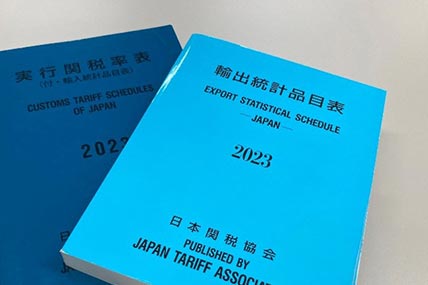 実行関税率表
(付・輸入統計品目表)
CUSTOMS TARIFF SCHEDULES
OF JAPAN
2023
輸出統計品目表
EXPORT STATISTICAL SCHEDULE
—JAPAN—
2023
日本関税協会
PUBLISHED BY
JAPAN TARIFF